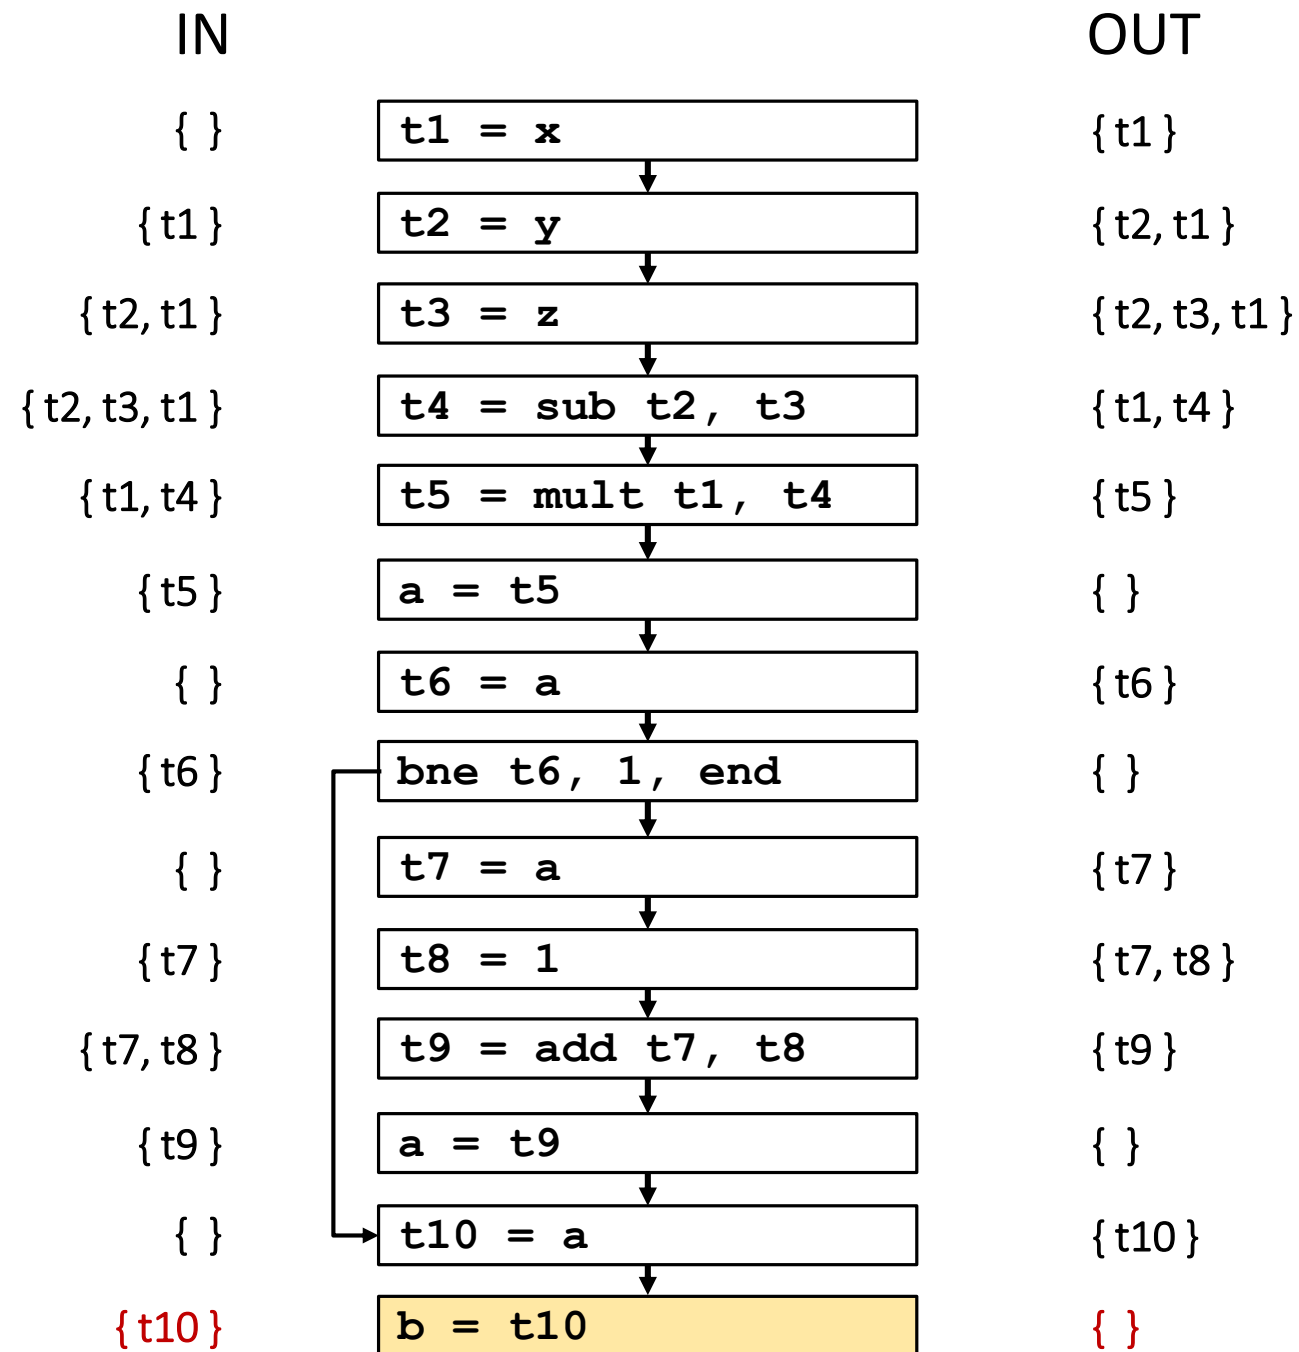 IN OUT
{ } t1 = x { t1 }
{ t1 } t2 = y { t2, t1 }
{ t2, t1 } t3 = z { t2, t3, t1 }
{ t2, t3, t1 } t4 = sub t2, t3 { t1, t4 }
{ t1, t4 } t5 = mult t1, t4 { t5 }
{ t5 } a = t5 { }
{ } t6 = a { t6 }
{ t6 } bne t6, 1, end { }
{ } t7 = a { t7 }
{ t7 } t8 = 1 { t7, t8 }
{ t7, t8 } t9 = add t7, t8 { t9 }
{ t9 } a = t9 { }
{ } t10 = a { t10 }
{ t10 } b = t10 { }